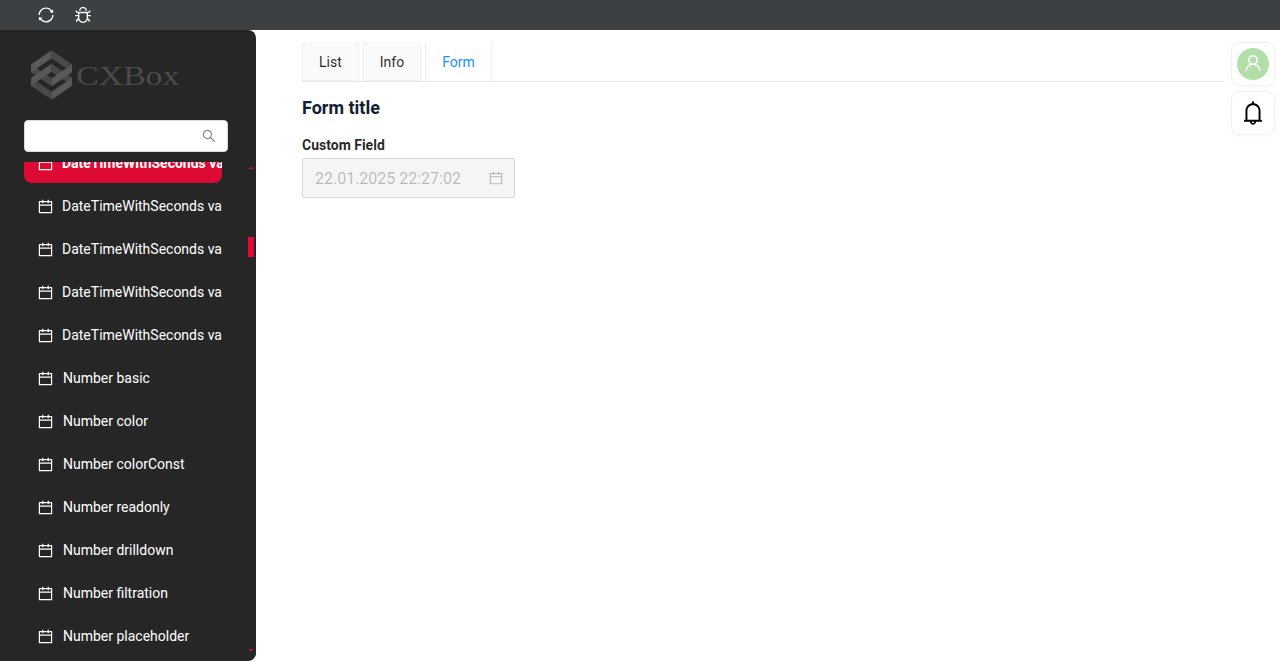 CXBox
DateTimeWithSeconds va
DateTimeWithSeconds va
DateTimeWithSeconds va
DateTimeWithSeconds va
DateTimeWithSeconds va
Number basic
Number color
Number colorConst
Number readonly
Number drilldown
Number filtration
Number placeholder
List
Info
Form
Form title
Custom Field
22.01.2025 22:27:02